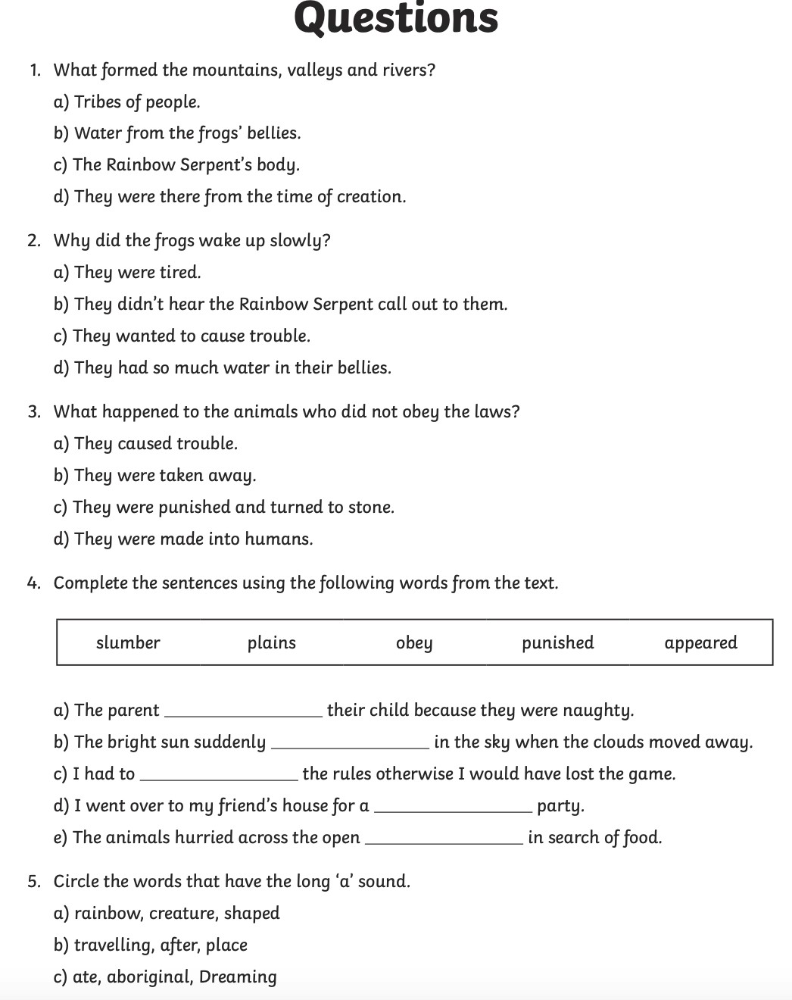 Questions
1. What formed the mountains, valleys and rivers?
a) Tribes of people.
b) Water from the frogs’ bellies.
c) The Rainbow Serpent’s body.
d) They were there from the time of creation.
2. Why did the frogs wake up slowly?
a) They were tired.
b) They didn’t hear the Rainbow Serpent call out to them.
c) They wanted to cause trouble.
d) They had so much water in their bellies.
3. What happened to the animals who did not obey the laws?
a) They caused trouble.
b) They were taken away.
c) They were punished and turned to stone.
d) They were made into humans.
4. Complete the sentences using the following words from the text.
slumber plains obey punished appeared
a) The parent _________________ their child because they were naughty.
b) The bright sun suddenly _________________ in the sky when the clouds moved away.
c) I had to _________________ the rules otherwise I would have lost the game.
d) I went over to my friend’s house for a _________________ party.
e) The animals hurried across the open _________________ in search of food.
5. Circle the words that have the long ‘a’ sound.
a) rainbow, creature, shaped
b) travelling, after, place
c) ate, aboriginal, Dreaming